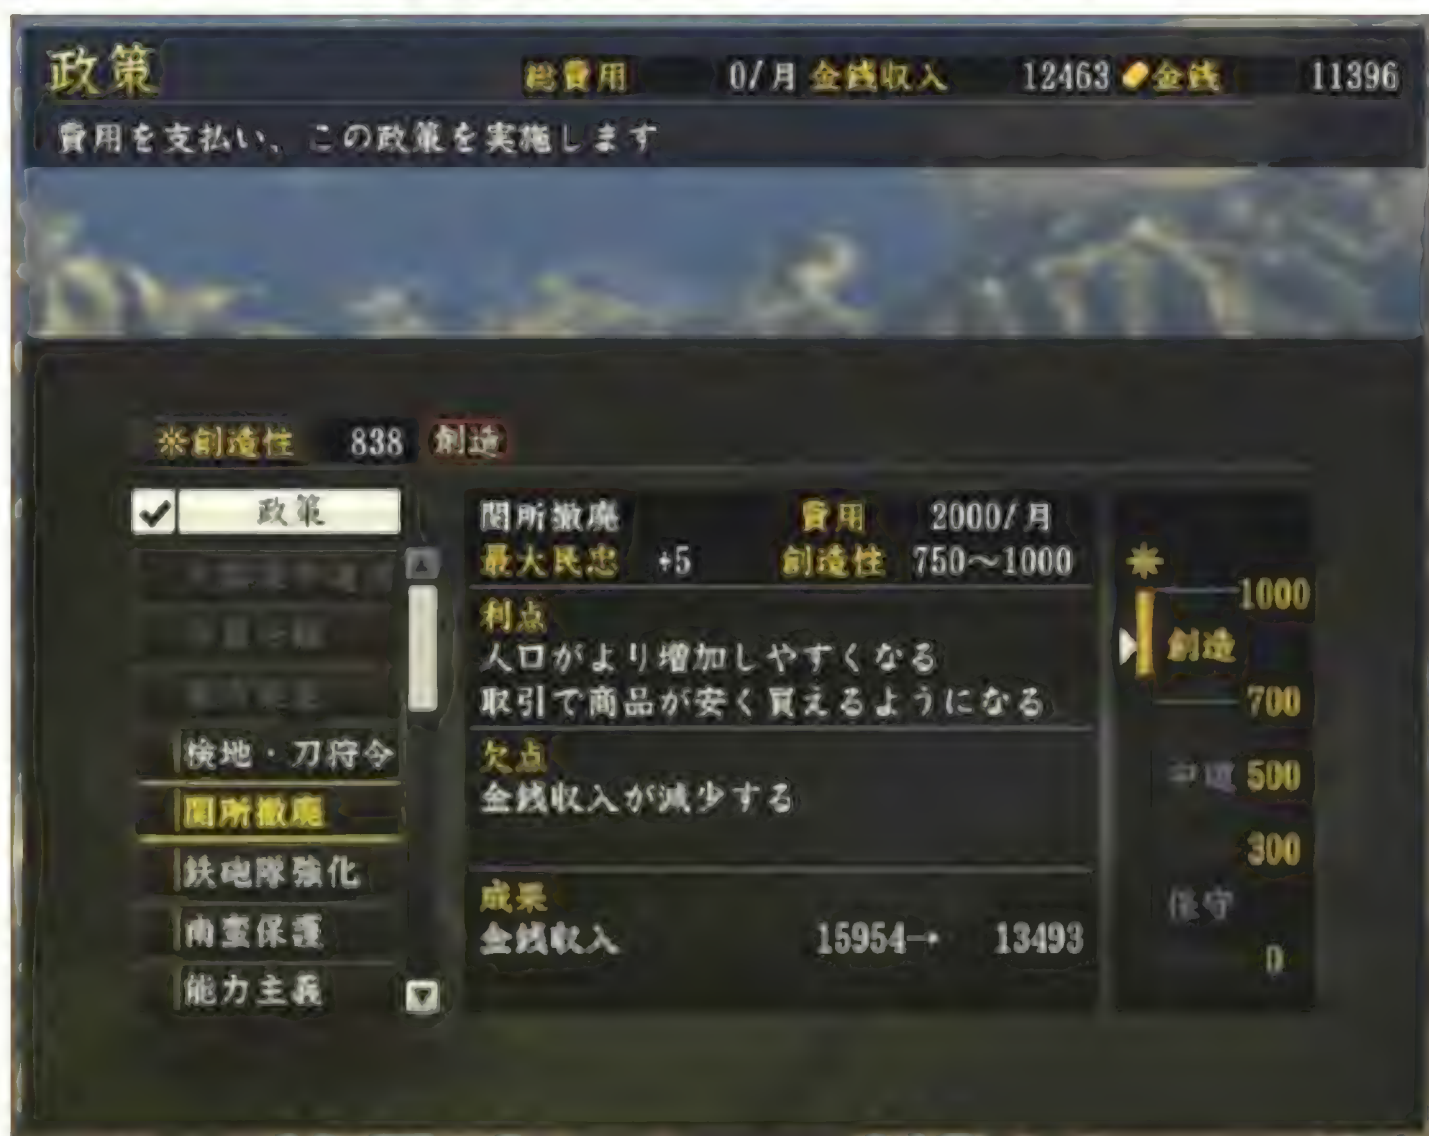 政策
総費用 0/月 金銭収入 12463 金銭 11396
費用を支払い、この政策を実施します
※創造性 838 創造
政策
検地・刀狩令
関所撤廃
鉄砲隊強化
南蛮保護
能力主義
関所撤廃 費用 2000/月
最大民忠 +5 創造性 750～1000
利点
人口がより増加しやすくなる
取引で商品が安く買えるようになる
欠点
金銭収入が減少する
成果
金銭収入 15954→ 13493
1000
創造
700
中道 500
300
保守
0